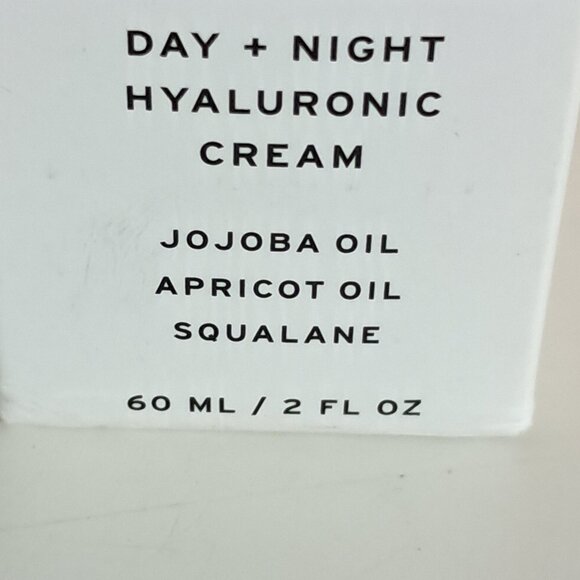 DAY + NIGHT
HYALURONIC
CREAM
JOJOBA OIL
APRICOT OIL
SQUALANE
60 ML / 2 FL OZ